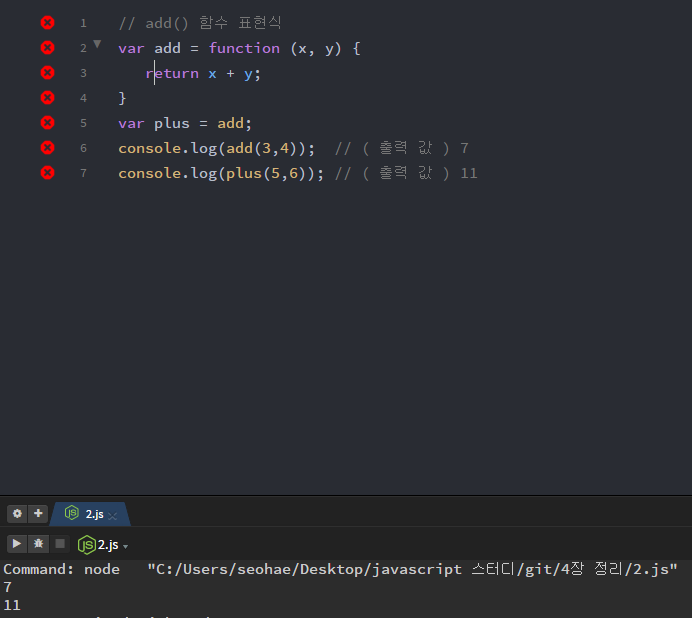 1 // add() 함수 표현식
2 var add = function (x, y) {
3 return x + y;
4 }
5 var plus = add;
6 console.log(add(3,4)); // ( 출력 값 ) 7
7 console.log(plus(5,6)); // ( 출력 값 ) 11
JS 2.js
JS 2.js
Command: node "C:/Users/seohae/Desktop/javascript 스터디/git/4장 정리/2.js"
7
11